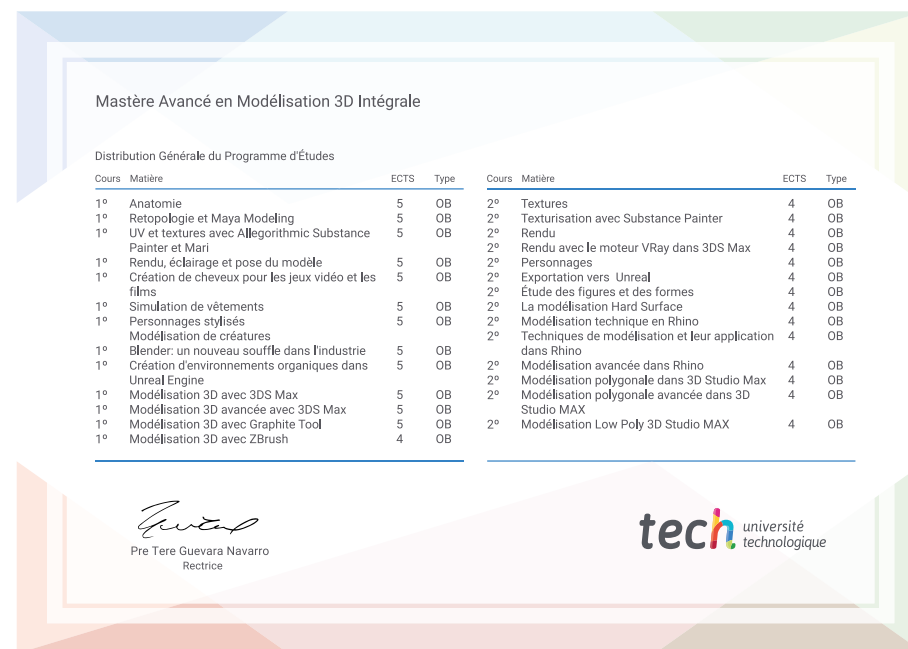 Mastère Avancé en Modélisation 3D Intégrale
Distribution Générale du Programme d'Études
Cours Matière ECTS Type
1º Anatomie 5 OB
1º Retopologie et Maya Modeling 5 OB
1º UV et textures avec Allegorithmic Substance 5 OB
Painter et Mari
1º Rendu, éclairage et pose du modèle 5 OB
1º Création de cheveux pour les jeux vidéo et les 5 OB
films
1º Simulation de vêtements 5 OB
1º Personnages stylisés 5 OB
Modélisation de créatures
1º Blender: un nouveau souffle dans l'industrie 5 OB
1º Création d'environnements organiques dans 5 OB
Unreal Engine
1º Modélisation 3D avec 3DS Max 5 OB
1º Modélisation 3D avancée avec 3DS Max 5 OB
1º Modélisation 3D avec Graphite Tool 5 OB
1º Modélisation 3D avec ZBrush 4 OB
Cours Matière ECTS Type
2º Textures 4 OB
2º Texturisation avec Substance Painter 4 OB
2º Rendu 4 OB
2º Rendu avec le moteur VRay dans 3DS Max 4 OB
2º Personnages 4 OB
2º Exportation vers Unreal 4 OB
2º Étude des figures et des formes 4 OB
2º La modélisation Hard Surface 4 OB
2º Modélisation technique en Rhino 4 OB
2º Techniques de modélisation et leur application 4 OB
dans Rhino
2º Modélisation avancée dans Rhino 4 OB
2º Modélisation polygonale dans 3D Studio Max 4 OB
2º Modélisation polygonale avancée dans 3D 4 OB
Studio MAX
2º Modélisation Low Poly 3D Studio MAX 4 OB
Pre Tere Guevara Navarro
Rectrice
tech université
technologique